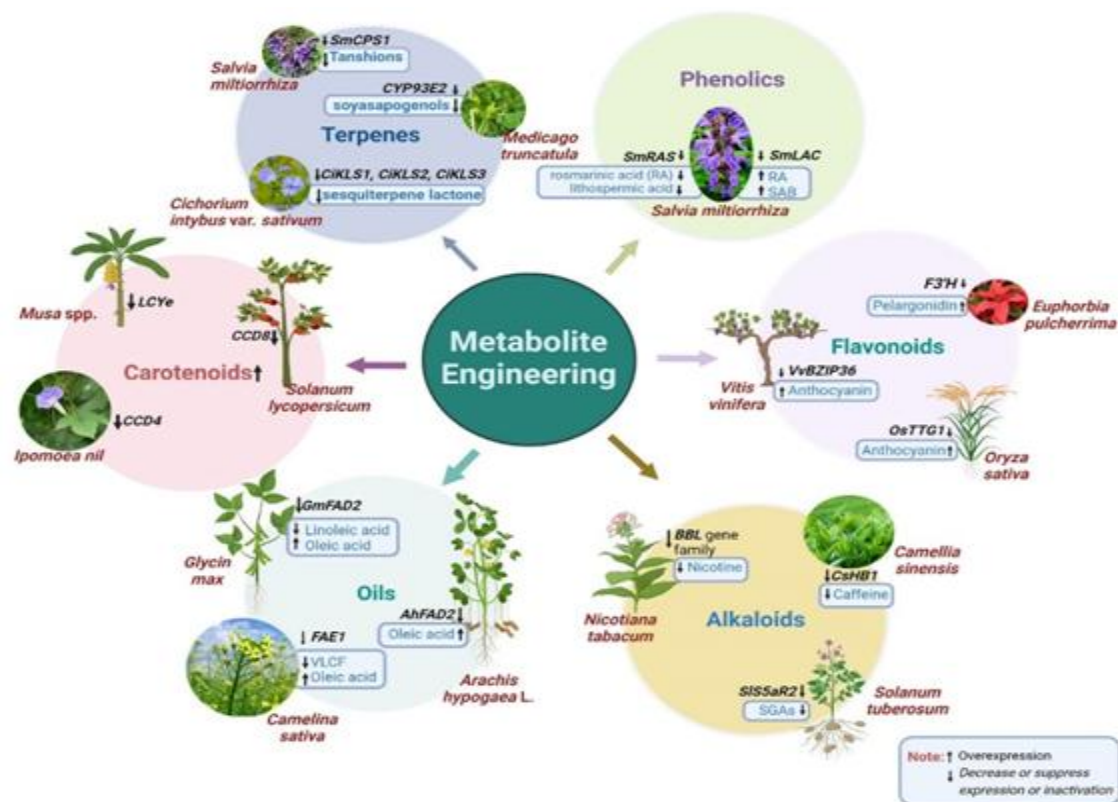 ↓SmCPS1
↓Tanshions
Salvia
miltiorrhiza
CYP93E2 ↓
soyasapogenols ↓
Terpenes
Medicago
truncatula
↓CiKLS1, CiKLS2, CiKLS3
↓sesquiterpene lactone
Cichorium
intybus var. sativum
Phenolics
SmRAS↓
rosmarinic acid (RA) ↓
lithospermic acid↓
↓ SmLAC
↑ RA
↑ SAB
Salvia miltiorrhiza
Musa spp.
↓LCYe
CCD8↓
Carotenoids↑
Solanum
lycopersicum
↓CCD4
Ipomoea nil
Metabolite
Engineering
F3'H ↓
Pelargonidin↑
Euphorbia
pulcherrima
Flavonoids
Vitis
vinifera
↓ VvBZIP36
↑ Anthocyanin
OsTTG1↓
Anthocyanin↑
Oryza
sativa
↓GmFAD2
↓ Linoleic acid
↑ Oleic acid
Glycin
max
Oils
AhFAD2↓
Oleic acid ↑
Arachis
hypogaea L.
↓ FAE1
↓VLCF
↑Oleic acid
Camelina
sativa
↓BBL gene
family
↓ Nicotine
Nicotiana
tabacum
Camellia
sinensis
↓CsHB1
↓ Caffeine
Alkaloids
SlS5aR2↓
SGAs ↓
Solanum
tuberosum
Note: ↑ Overexpression
↓ Decrease or suppress
expression or inactivation